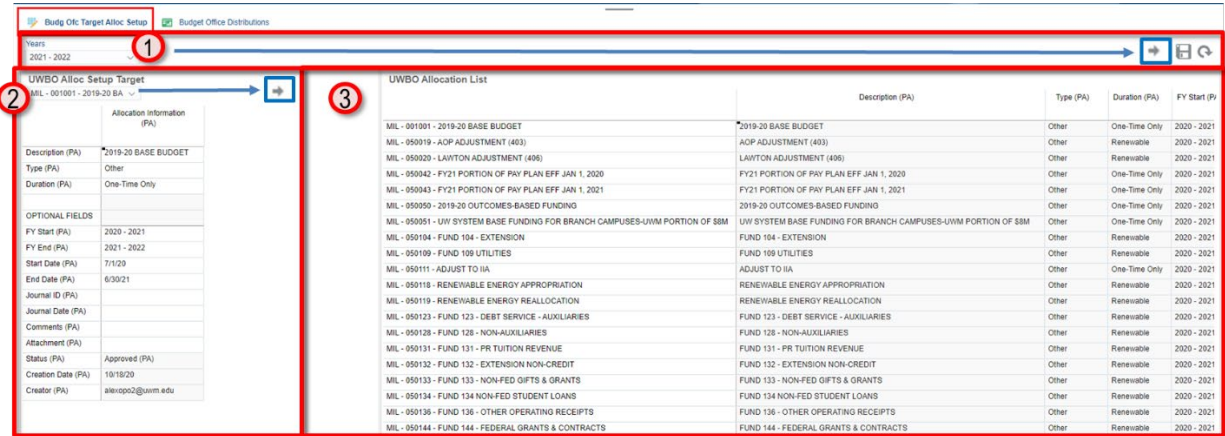 Budg Ofc Target Alloc Setup Budget Office Distributions
Years
1
2021 - 2022
UWBO Alloc Setup Target
2
MIL - 001001 - 2019-20 BA
Allocation Information
(PA)
Description (PA) 2019-20 BASE BUDGET
Type (PA) Other
Duration (PA) One-Time Only
OPTIONAL FIELDS
FY Start (PA) 2020 - 2021
FY End (PA) 2021 - 2022
Start Date (PA) 7/1/20
End Date (PA) 6/30/21
Journal ID (PA)
Journal Date (PA)
Comments (PA)
Attachment (PA)
Status (PA) Approved (PA)
Creation Date (PA) 10/18/20
Creator (PA) alexopo2@uwm.edu
3
UWBO Allocation List
Description (PA) Type (PA) Duration (PA) FY Start (P
MIL - 001001 - 2019-20 BASE BUDGET 2019-20 BASE BUDGET Other One-Time Only 2020 - 2021
MIL - 050019 - AOP ADJUSTMENT (403) AOP ADJUSTMENT (403) Other Renewable 2020 - 2021
MIL - 050020 - LAWTON ADJUSTMENT (406) LAWTON ADJUSTMENT (406) Other Renewable 2020 - 2021
MIL - 050042 - FY21 PORTION OF PAY PLAN EFF JAN 1, 2020 FY21 PORTION OF PAY PLAN EFF JAN 1, 2020 Other One-Time Only 2020 - 2021
MIL - 050043 - FY21 PORTION OF PAY PLAN EFF JAN 1, 2021 FY21 PORTION OF PAY PLAN EFF JAN 1, 2021 Other One-Time Only 2020 - 2021
MIL - 050050 - 2019-20 OUTCOMES-BASED FUNDING 2019-20 OUTCOMES-BASED FUNDING Other One-Time Only 2020 - 2021
MIL - 050051 - UW SYSTEM BASE FUNDING FOR BRANCH CAMPUSES-UWM PORTION OF $8M UW SYSTEM BASE FUNDING FOR BRANCH CAMPUSES-UWM PORTION OF $8M Other One-Time Only 2020 - 2021
MIL - 050104 - FUND 104 - EXTENSION FUND 104 - EXTENSION Other Renewable 2020 - 2021
MIL - 050109 - FUND 109 UTILITIES FUND 109 UTILITIES Other Renewable 2020 - 2021
MIL - 050111 - ADJUST TO IIA ADJUST TO IIA Other One-Time Only 2020 - 2021
MIL - 050118 - RENEWABLE ENERGY APPROPRIATION RENEWABLE ENERGY APPROPRIATION Other Renewable 2020 - 2021
MIL - 050119 - RENEWABLE ENERGY REALLOCATION RENEWABLE ENERGY REALLOCATION Other Renewable 2020 - 2021
MIL - 050123 - FUND 123 - DEBT SERVICE - AUXILIARIES FUND 123 - DEBT SERVICE - AUXILIARIES Other Renewable 2020 - 2021
MIL - 050128 - FUND 128 - NON-AUXILIARIES FUND 128 - NON-AUXILIARIES Other Renewable 2020 - 2021
MIL - 050131 - FUND 131 - PR TUITION REVENUE FUND 131 - PR TUITION REVENUE Other Renewable 2020 - 2021
MIL - 050132 - FUND 132 - EXTENSION NON-CREDIT FUND 132 - EXTENSION NON-CREDIT Other Renewable 2020 - 2021
MIL - 050133 - FUND 133 - NON-FED GIFTS & GRANTS FUND 133 - NON-FED GIFTS & GRANTS Other Renewable 2020 - 2021
MIL - 050134 - FUND 134 NON-FED STUDENT LOANS FUND 134 NON-FED STUDENT LOANS Other Renewable 2020 - 2021
MIL - 050136 - FUND 136 - OTHER OPERATING RECEIPTS FUND 136 - OTHER OPERATING RECEIPTS Other Renewable 2020 - 2021
MIL - 050144 - FUND 144 - FEDERAL GRANTS & CONTRACTS FUND 144 - FEDERAL GRANTS & CONTRACTS Other Renewable 2020 - 2021